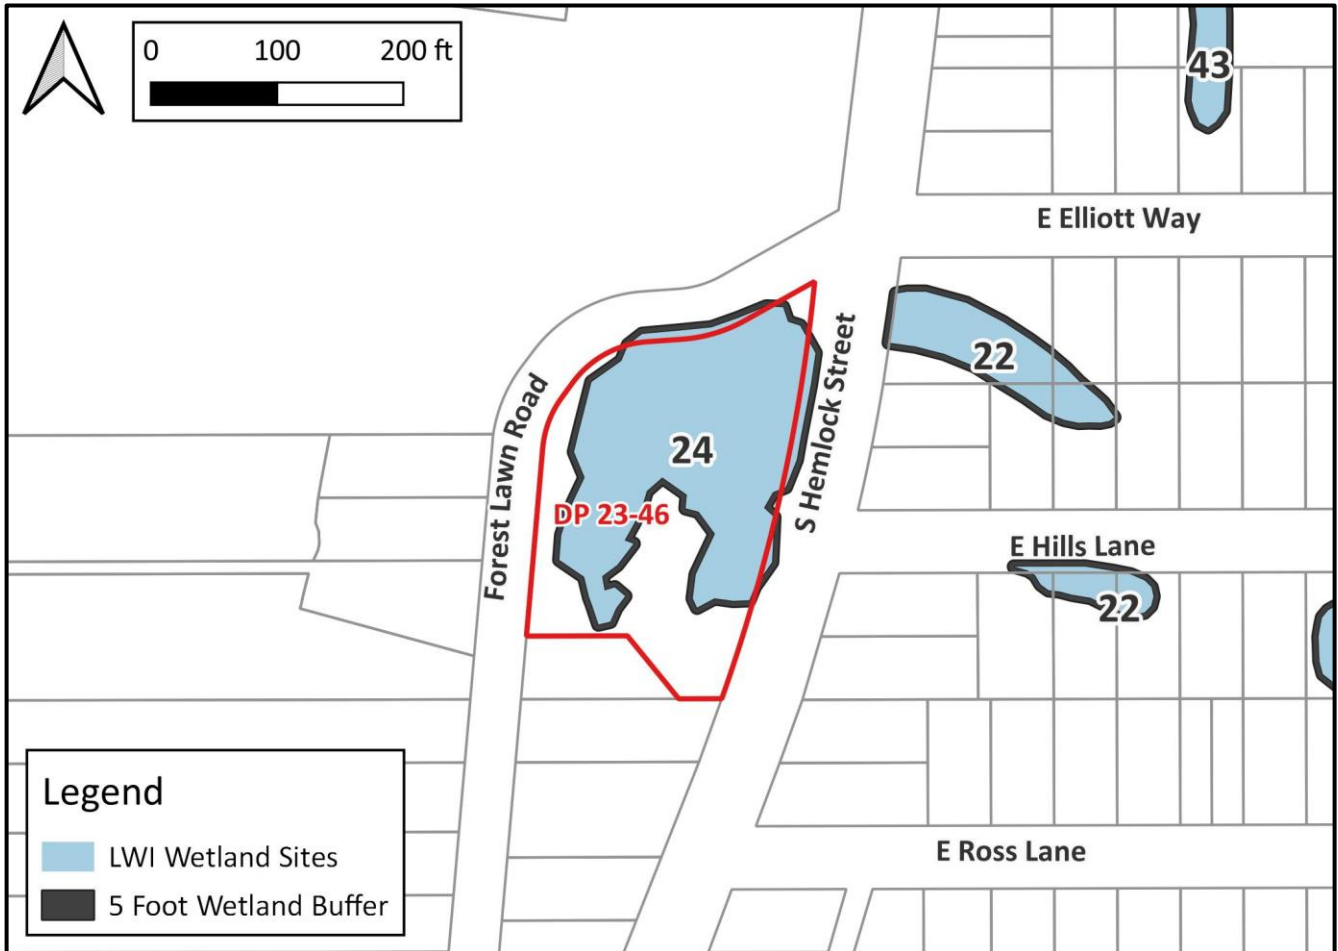 0 100 200 ft
43
E Elliott Way
22
24
S Hemlock Street
Forest Lawn Road
DP 23-46
E Hills Lane
22
E Ross Lane
Legend
LWI Wetland Sites
5 Foot Wetland Buffer